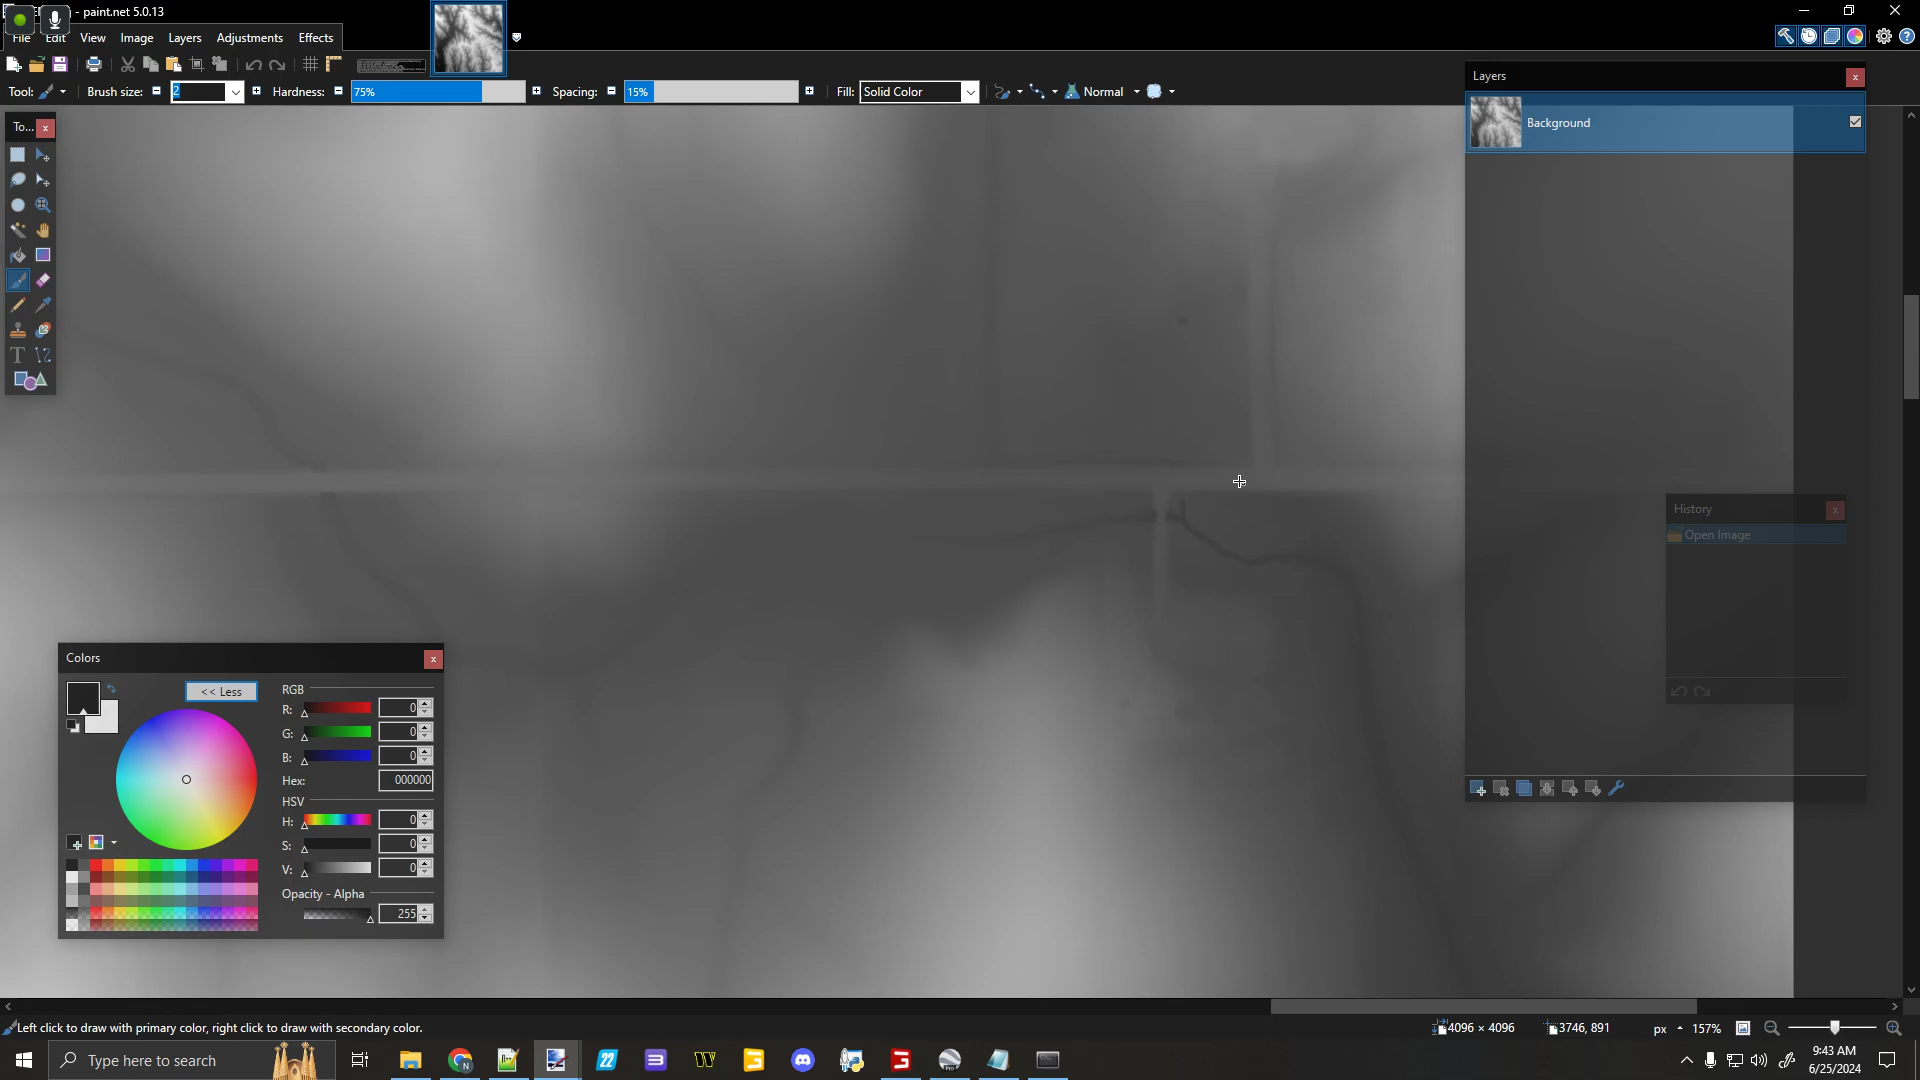 - paint.net 5.0.13
File Edit View Image Layers Adjustments Effects
Tool: Brush size: 2 Hardness: 75% Spacing: 15% Fill: Solid Color Normal
To...
Layers
Background
History
Open Image
Colors
<< Less
RGB
R: 0
G: 0
B: 0
Hex: 000000
HSV
H: 0
S: 0
V: 0
Opacity - Alpha
255
Left click to draw with primary color, right click to draw with secondary color.
4096 × 4096
3746, 891
px
157%
Type here to search
9:43 AM
6/25/2024